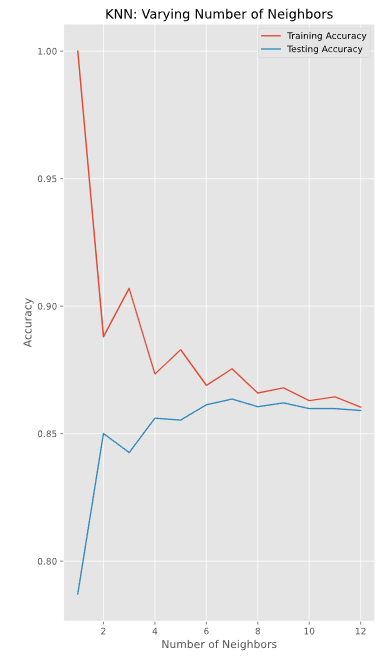 KNN: Varying Number of Neighbors
Training Accuracy
Testing Accuracy
1.00
0.95
0.90
0.85
0.80
Accuracy
2 4 6 8 10 12
Number of Neighbors